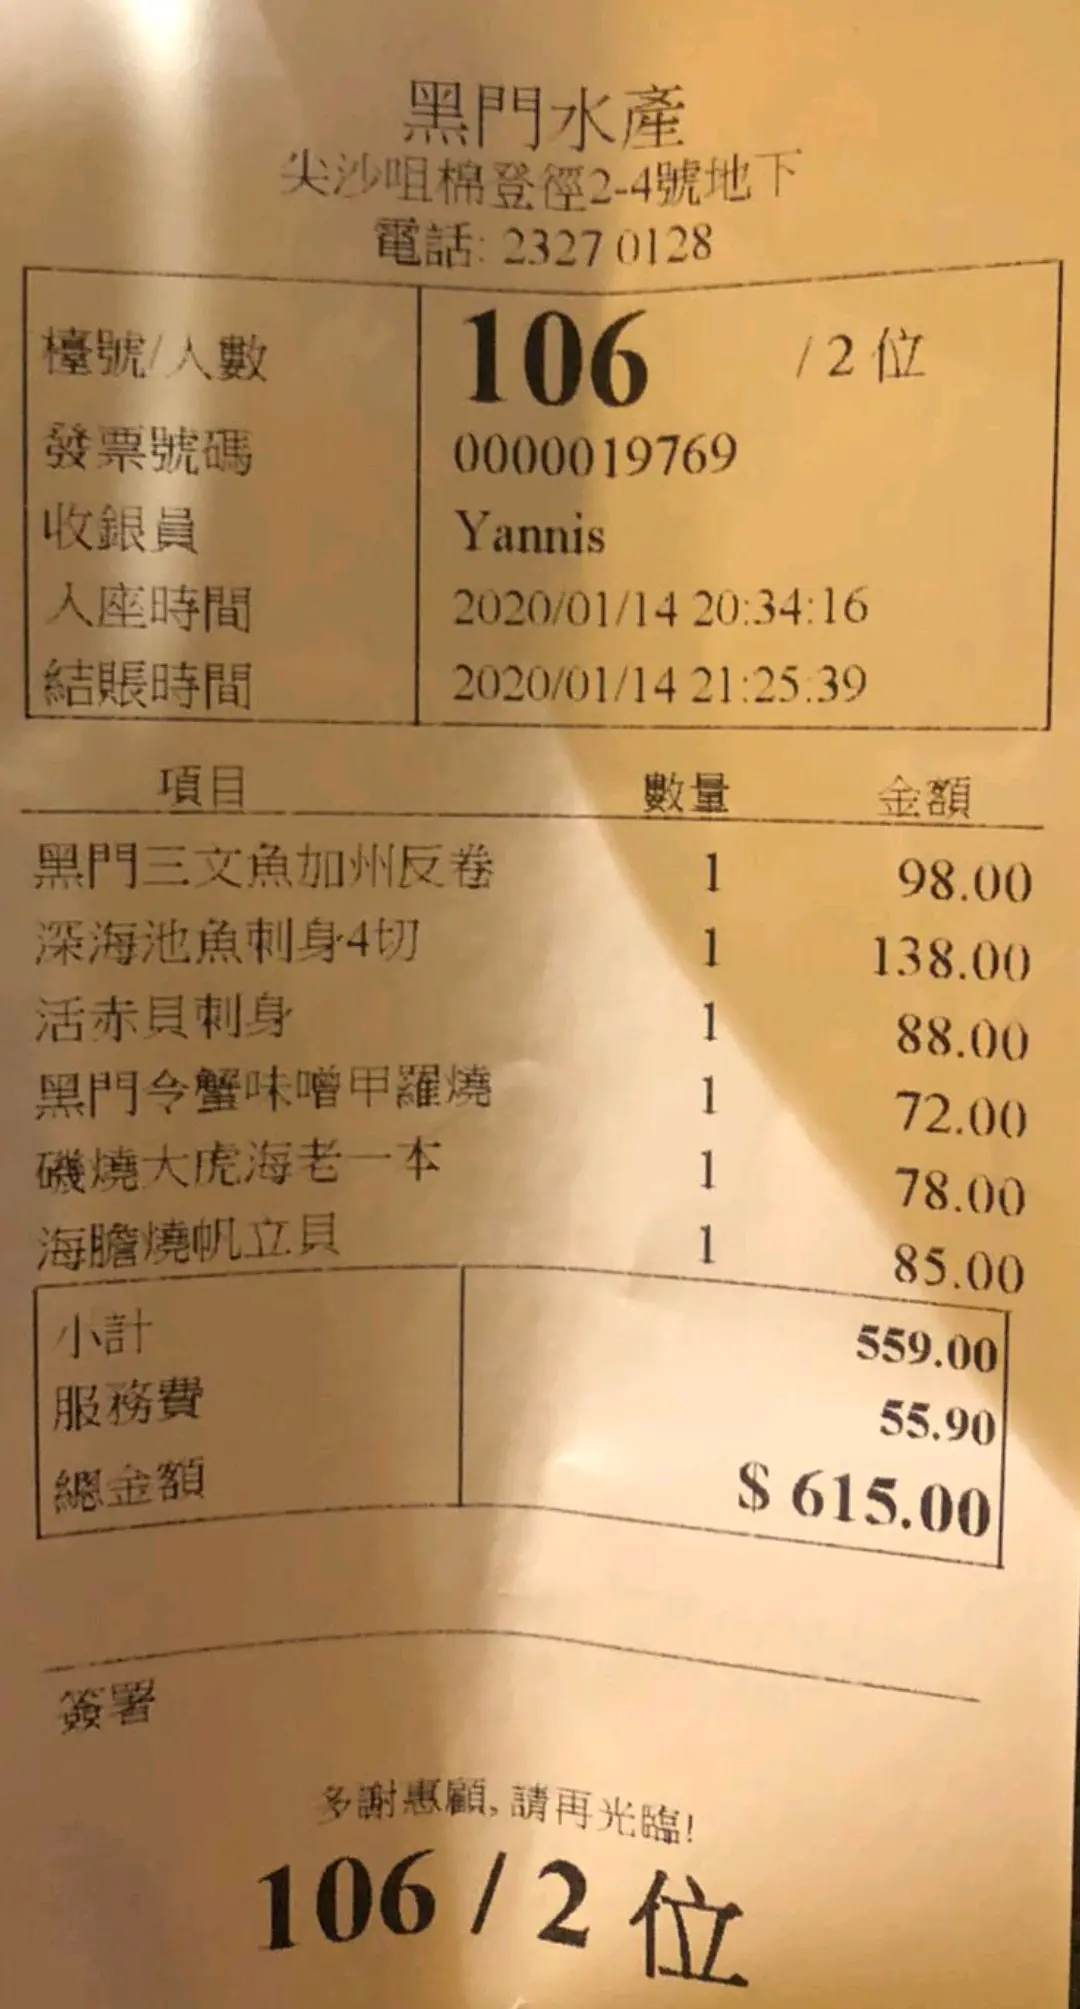 黑門水產
尖沙咀棉登徑2-4號地下
電話: 2327 0128
檯號/人數 106 / 2 位
發票號碼 0000019769
收銀員 Yannis
入座時間 2020/01/14 20:34:16
結賬時間 2020/01/14 21:25:39
項目 數量 金額
黑門三文魚加州反卷 1 98.00
深海池魚刺身4切 1 138.00
活赤貝刺身 1 88.00
黑門令蟹味噌甲羅燒 1 72.00
磯燒大虎海老一本 1 78.00
海膽燒帆立貝 1 85.00
小計 559.00
服務費 55.90
總金額 $ 615.00
簽署
多謝惠顧, 請再光臨!
106 / 2 位